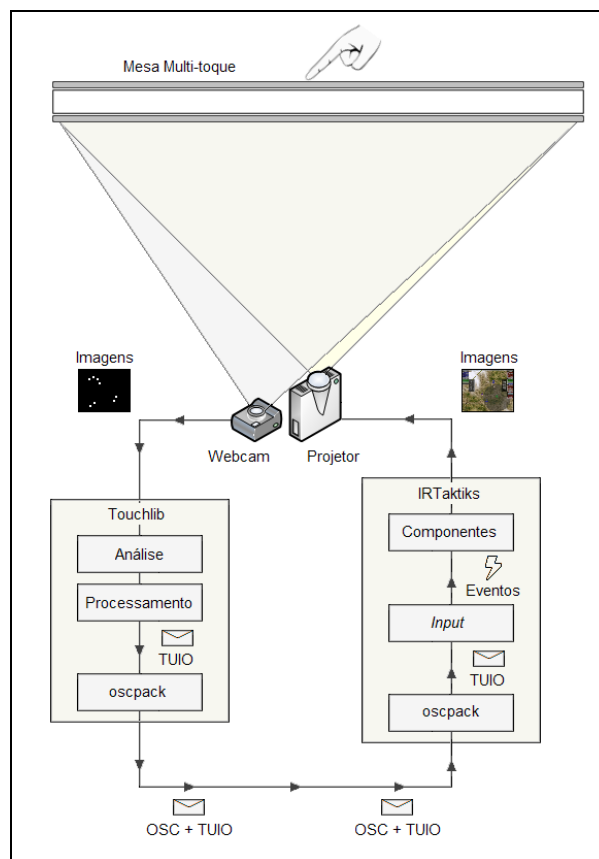 Mesa Multi-toque
Imagens
Imagens
Webcam
Projetor
Touchlib
Análise
Processamento
TUIO
oscpack
IRTaktiks
Componentes
Eventos
Input
TUIO
oscpack
OSC + TUIO
OSC + TUIO